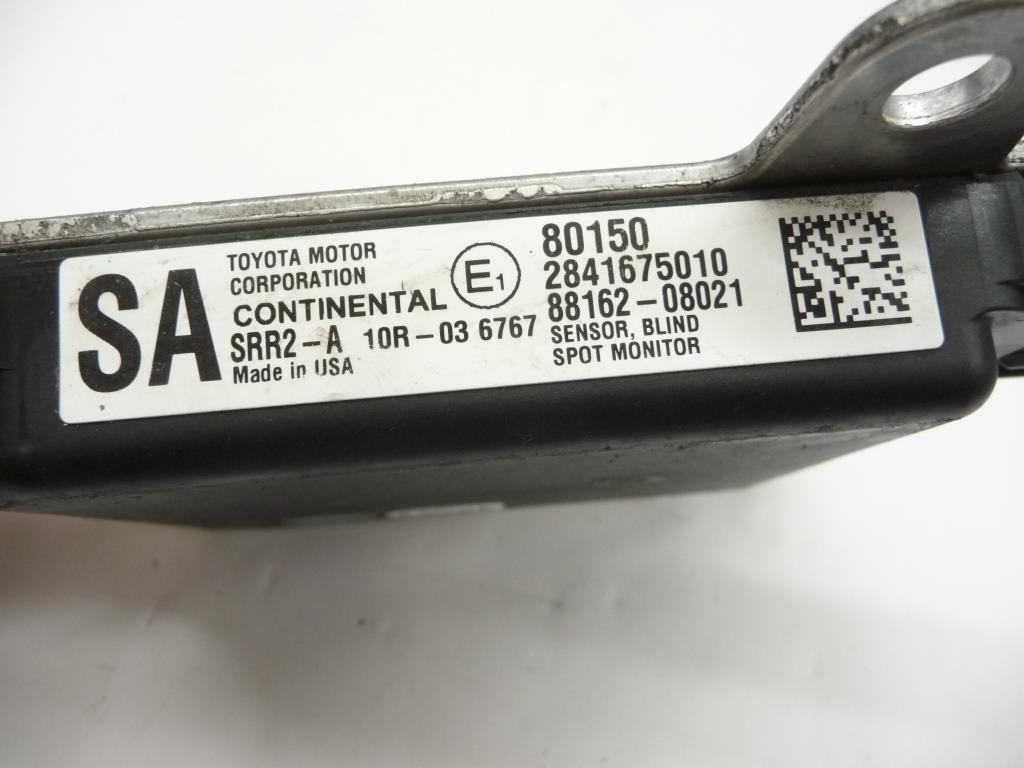 SA
TOYOTA MOTOR
CORPORATION
CONTINENTAL
SRR2-A 10R-03 6767
Made in USA
E1
80150
2841675010
88162-08021
SENSOR, BLIND
SPOT MONITOR